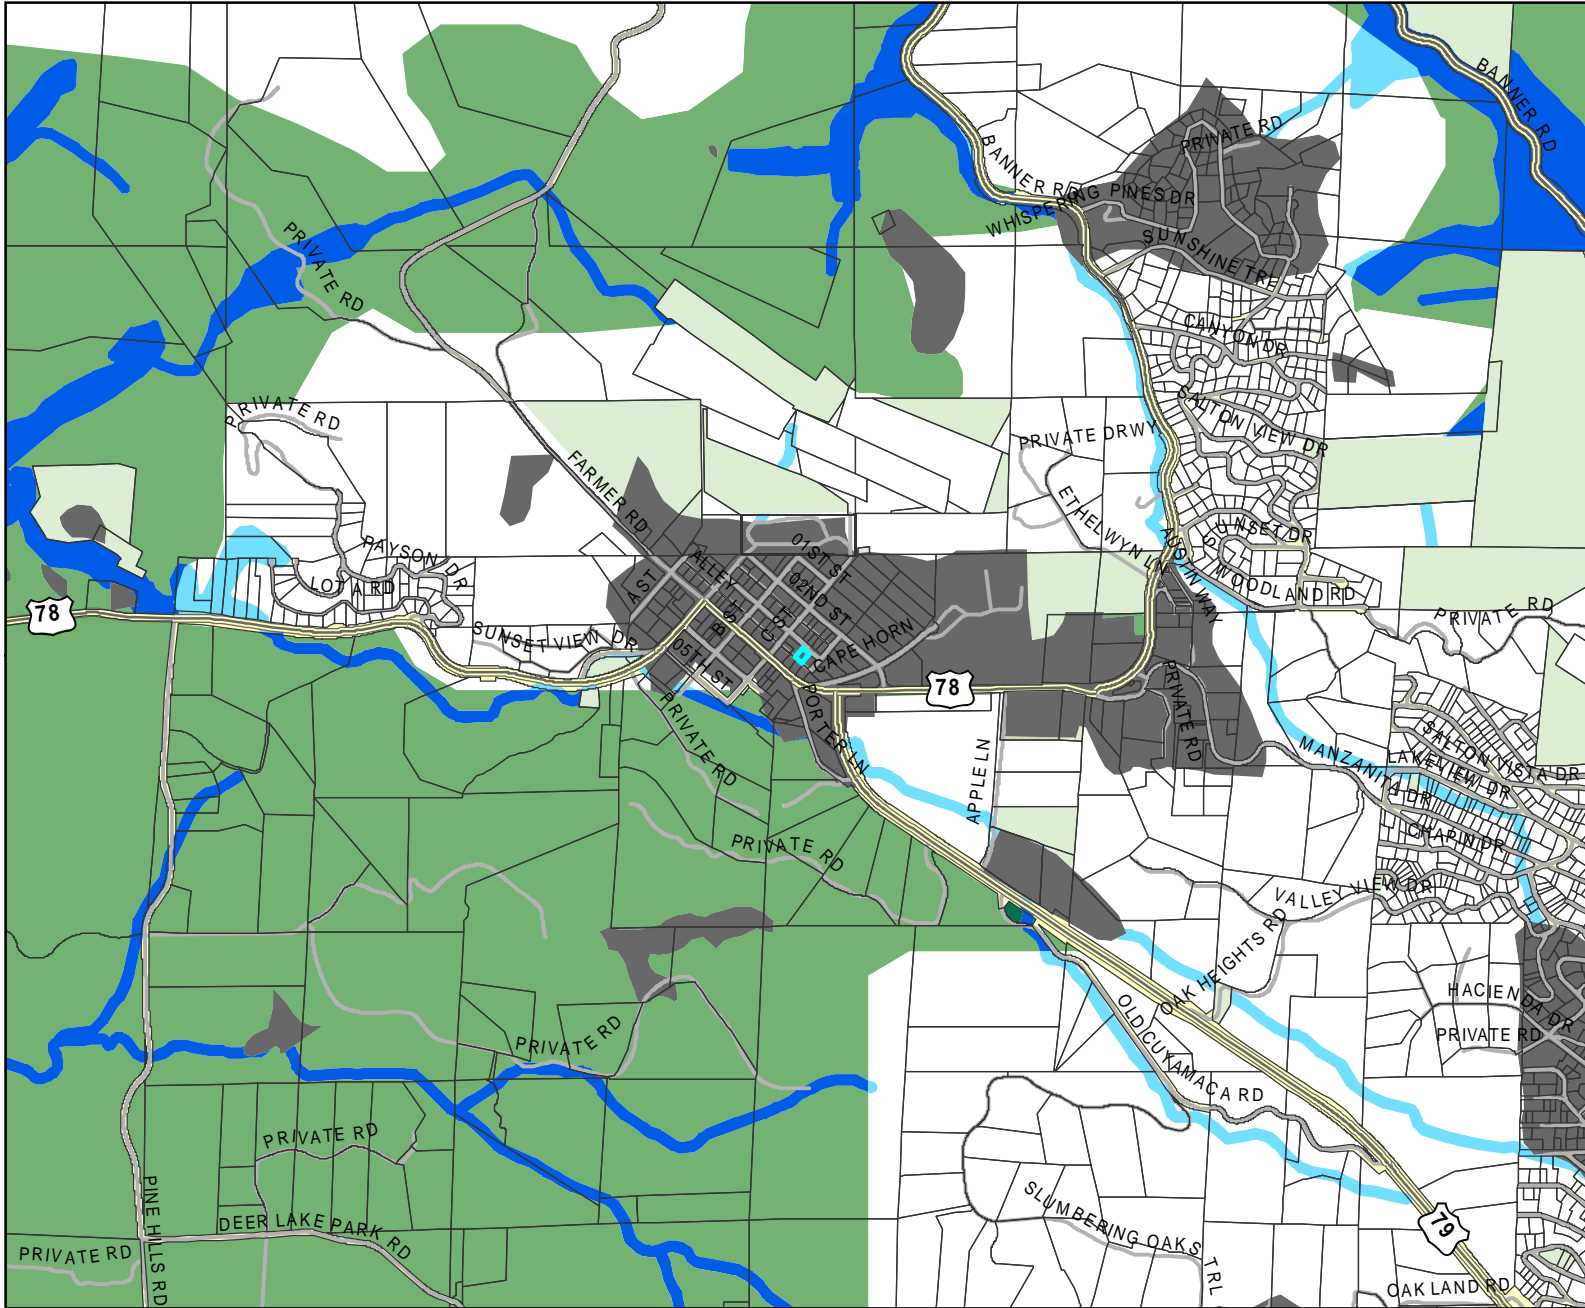 BANNER RD
PRIVATE RD
BANNER RD
WHISPERING PINES DR
SUNSHINE TRL
PRIVATE RD
CANYON DR
SALTON VIEW DR
PRIVATE RD
PRIVATE DRWY
FARMER RD
ETHELWYN LN
SUNSET DR
AUSTIN WAY
PAYSON DR
LOTA RD
01ST ST
ALLEY
02ND ST
A ST
B ST
C ST
WOODLAND RD
PRIVATE RD
78
SUNSET VIEW DR
05TH ST
CAPE HORN
78
PRIVATE RD
PORTER LN
PRIVATE RD
APPLE LN
MANZANITA DR
SALTON VISTA DR
LAKEVIEW DR
CHAPIN DR
PRIVATE RD
VALLEY VIEW DR
OAK HEIGHTS RD
HACIENDA DR
PRIVATE RD
PRIVATE RD
OLD CUYAMACA RD
PRIVATE RD
PINE HILLS RD
DEER LAKE PARK RD
PRIVATE RD
SLUMBERING OAKS TRL
79
OAKLAND RD